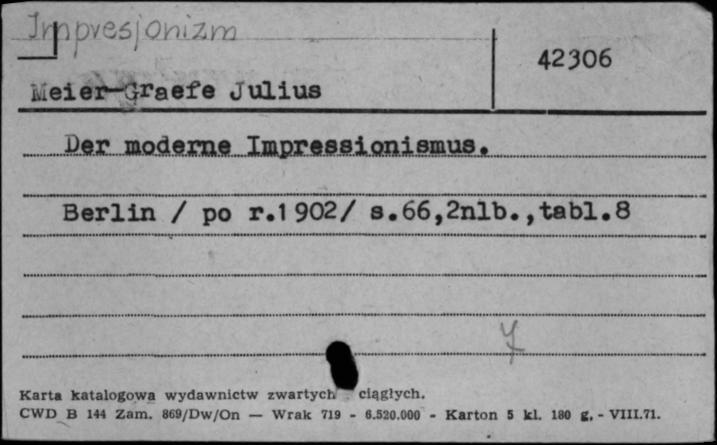 Impresjonizm
42306
Meier-Graefe Julius
Der moderne Impressionismus.
Berlin / po r.1902/ s.66,2nlb.,tabl.8
Karta katalogowa wydawnictw zwartych ciągłych.
CWD B 144 Zam. 869/Dw/On — Wrak 719 - 6.520.000 - Karton 5 kl. 180 g. - VIII.71.